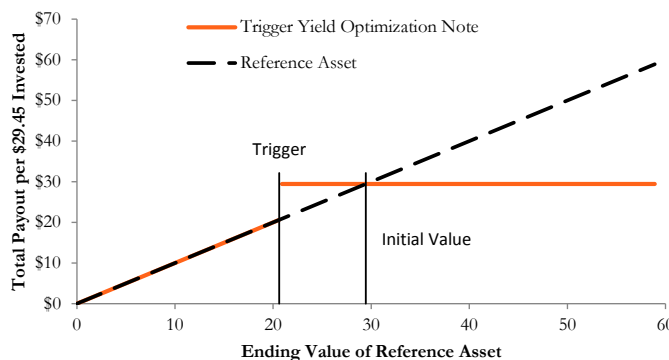 $70
Trigger Yield Optimization Note
$60
Reference Asset
$50
$40
Trigger
$30
$20
Initial Value
$10
$0
0 10 20 30 40 50 60
Total Payout per $29.45 Invested
Ending Value of Reference Asset